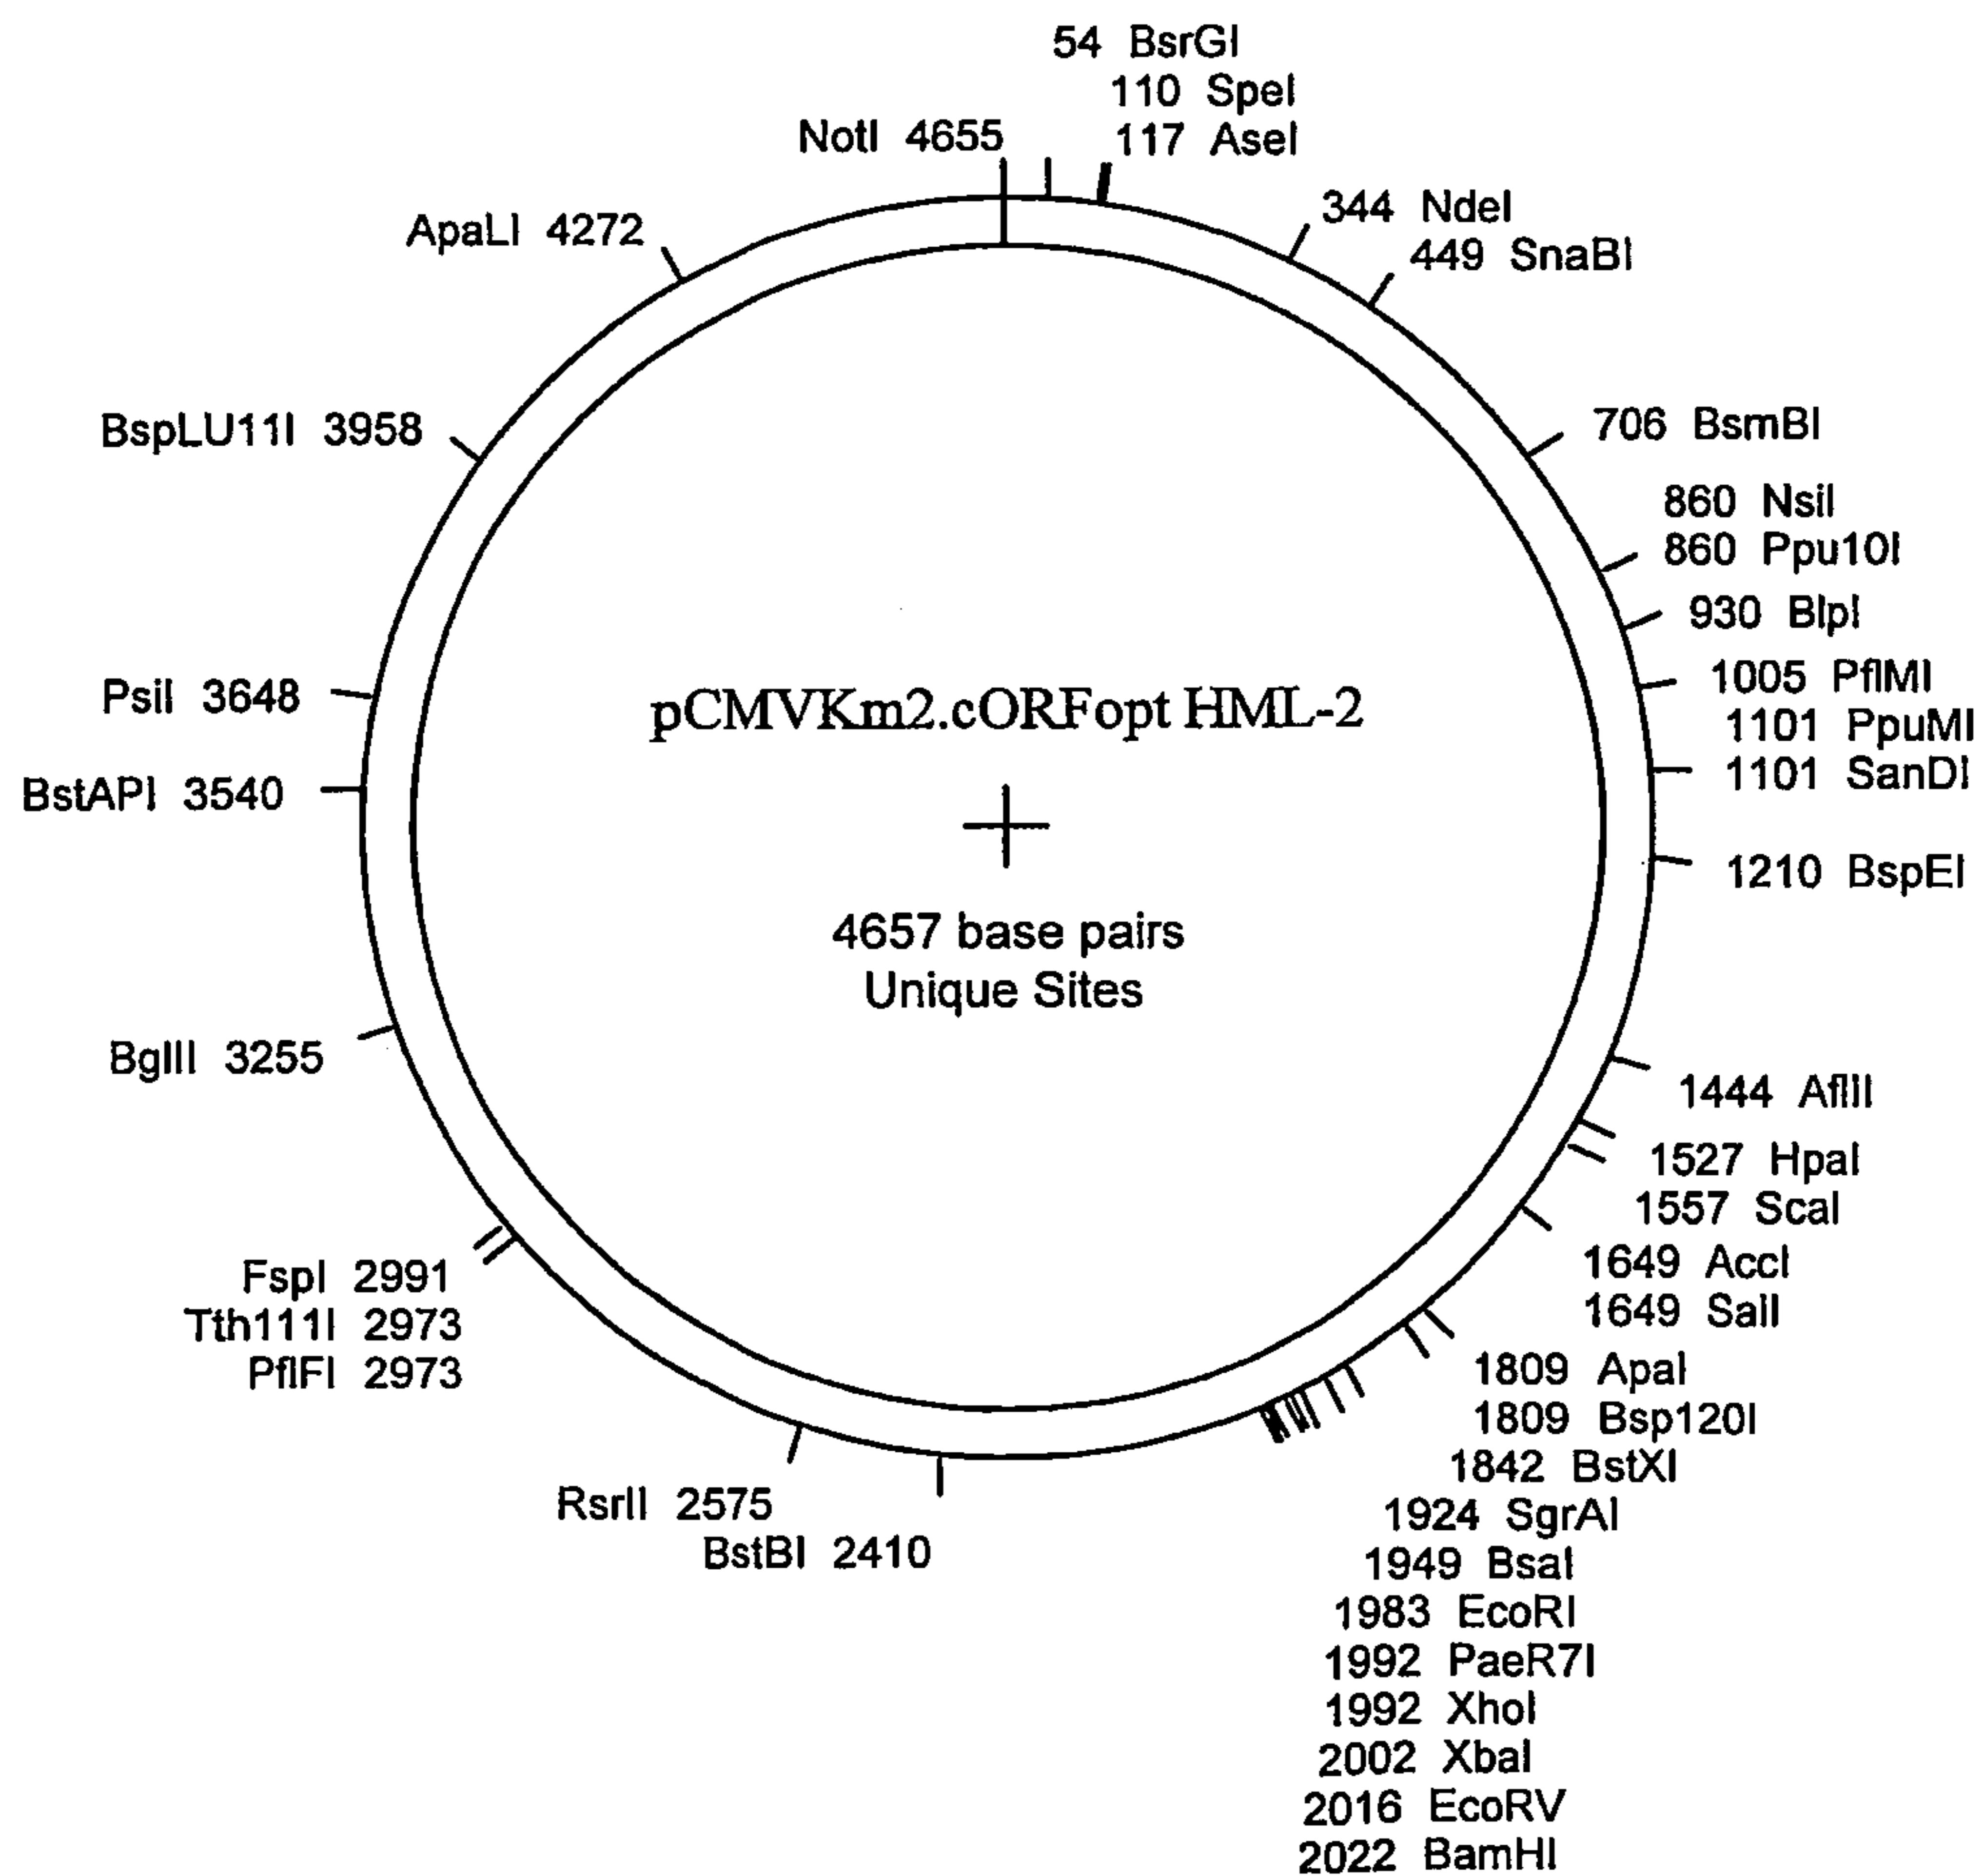 54 BsrGI
110 SpeI
117 AseI
NotI 4655
344 NdeI
449 SnaBI
ApaLI 4272
706 BsmBI
BspLU11I 3958
860 NsiI
860 Ppu10I
930 BlpI
1005 PflMI
1101 PpuMI
1101 SanDI
PsiI 3648
pCMVKm2.cORFopt HML-2
BstAPI 3540
1210 BspEI
4657 base pairs
Unique Sites
BglII 3255
1444 AflII
1527 HpaI
1557 ScaI
1649 AccI
1649 SalI
FspI 2991
Tth111I 2973
PflFI 2973
1809 ApaI
1809 Bsp120I
1842 BstXI
1924 SgrAI
1949 BsaI
1983 EcoRI
1992 PaeR7I
1992 XhoI
2002 XbaI
2016 EcoRV
2022 BamHI
RsrII 2575
BstBI 2410